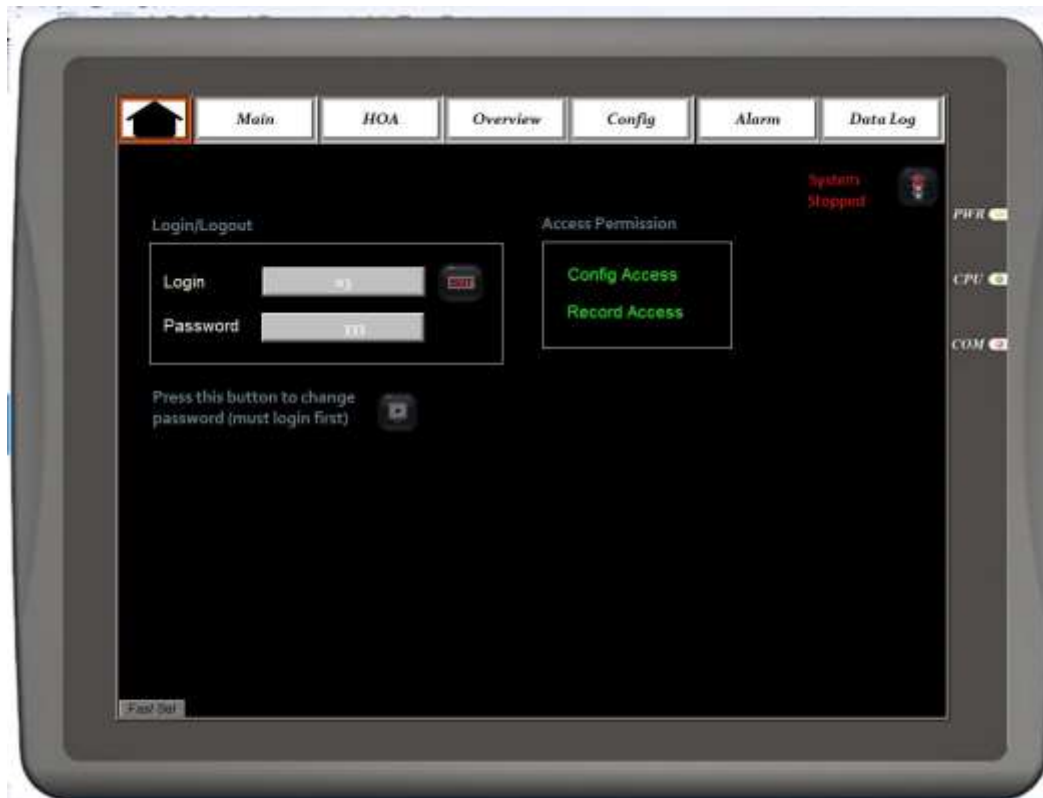 Main HOA Overview Config Alarm Data Log
System
Stopped
PWR
Login/Logout Access Permission
Login EXIT Config Access CPU
Password Record Access
COM
Press this button to change
password (must login first)
Fast Sel